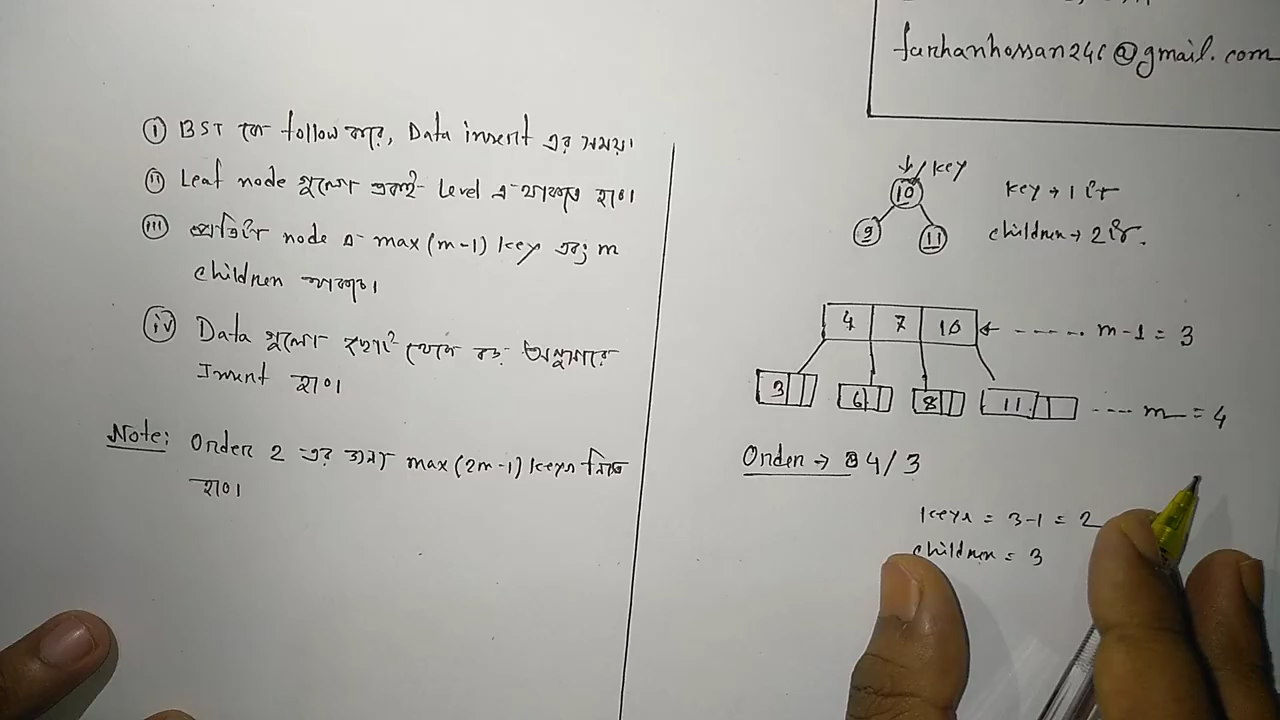 farhanhossan246@gmail.com
i BST কে follow করে, Data insert এর সময়।
ii Leaf node গুলো একই Level এ থাকতে হবে।
iii প্রতিটি node এ max (m-1) key এবং m
children থাকবে।
iv Data গুলো ছোট থেকে বড় অনুসারে
Insert হবে।
Note: Order 2 এর জন্য max (2m-1) keys নিতে
হবে।
key
10
9 11
key → 1 টি
children → 2 টি.
4 7 10 ← ----. m-1 = 3
3 6 8 11 ---- m = 4
Order → 4/3
keys = 3-1 = 2
children = 3